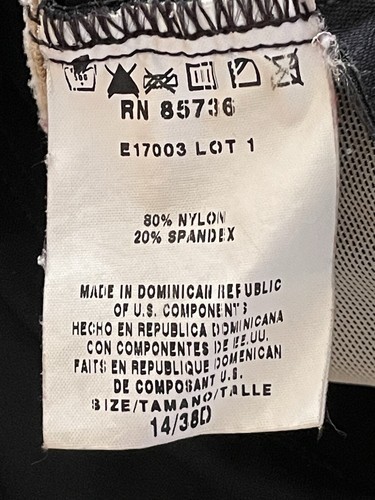 RN 85736
E17003 LOT 1
80% NYLON
20% SPANDEX
MADE IN DOMINICAN REPUBLIC
OF U.S. COMPONENTS
HECHO EN REPUBLICA DOMINICANA
CON COMPONENTES DE EE.UU.
FAITS EN REPUBLIQUE DOMENICAN
DE COMPOSANT U.S.
SIZE/TAMANO/TALLE
14/38D